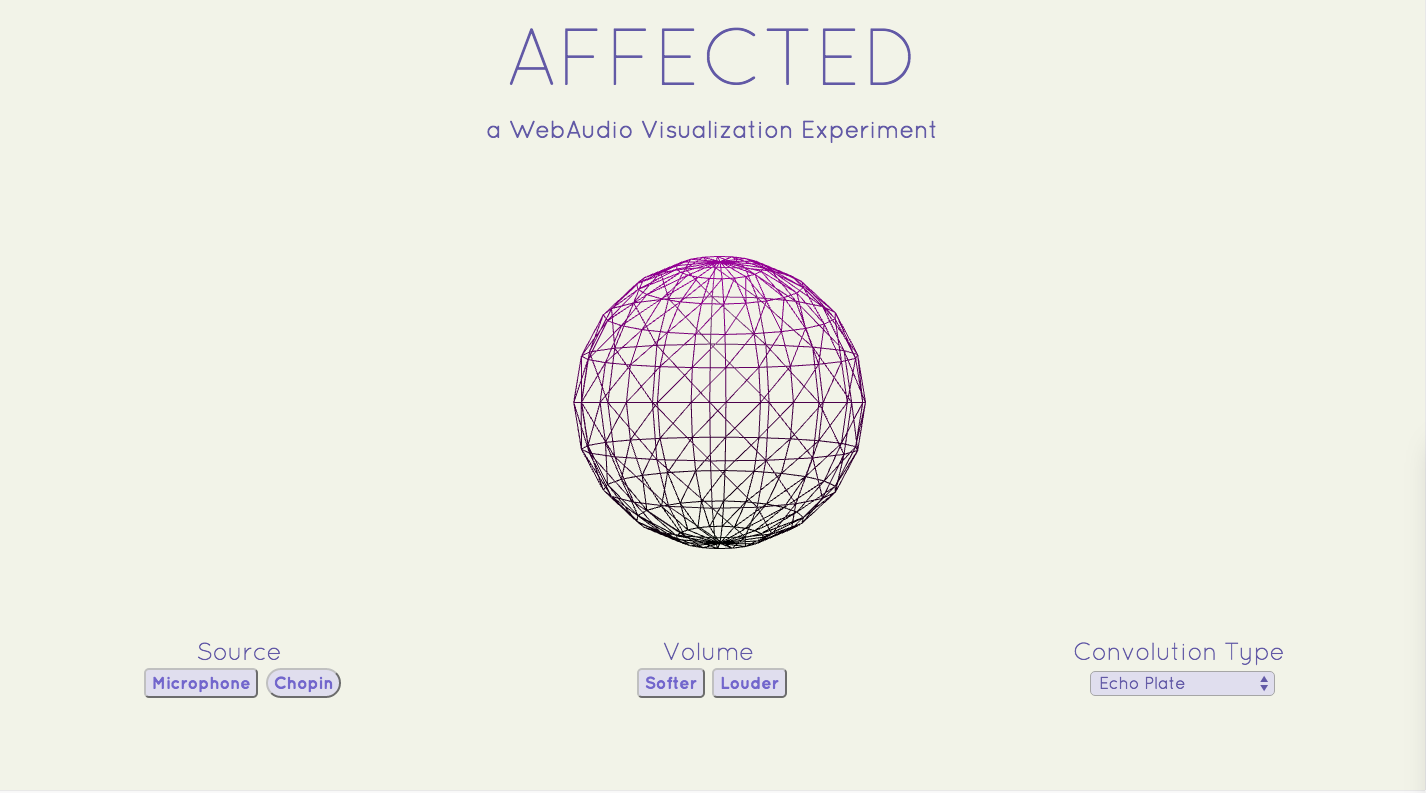 AFFECTED
a WebAudio Visualization Experiment
Source
Microphone Chopin
Volume
Softer Louder
Convolution Type
Echo Plate